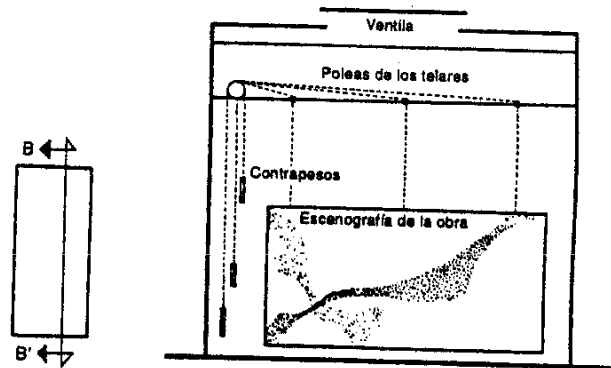 Ventila
Poleas de los telares
B
Contrapesos
Escenografía de la obra
B'